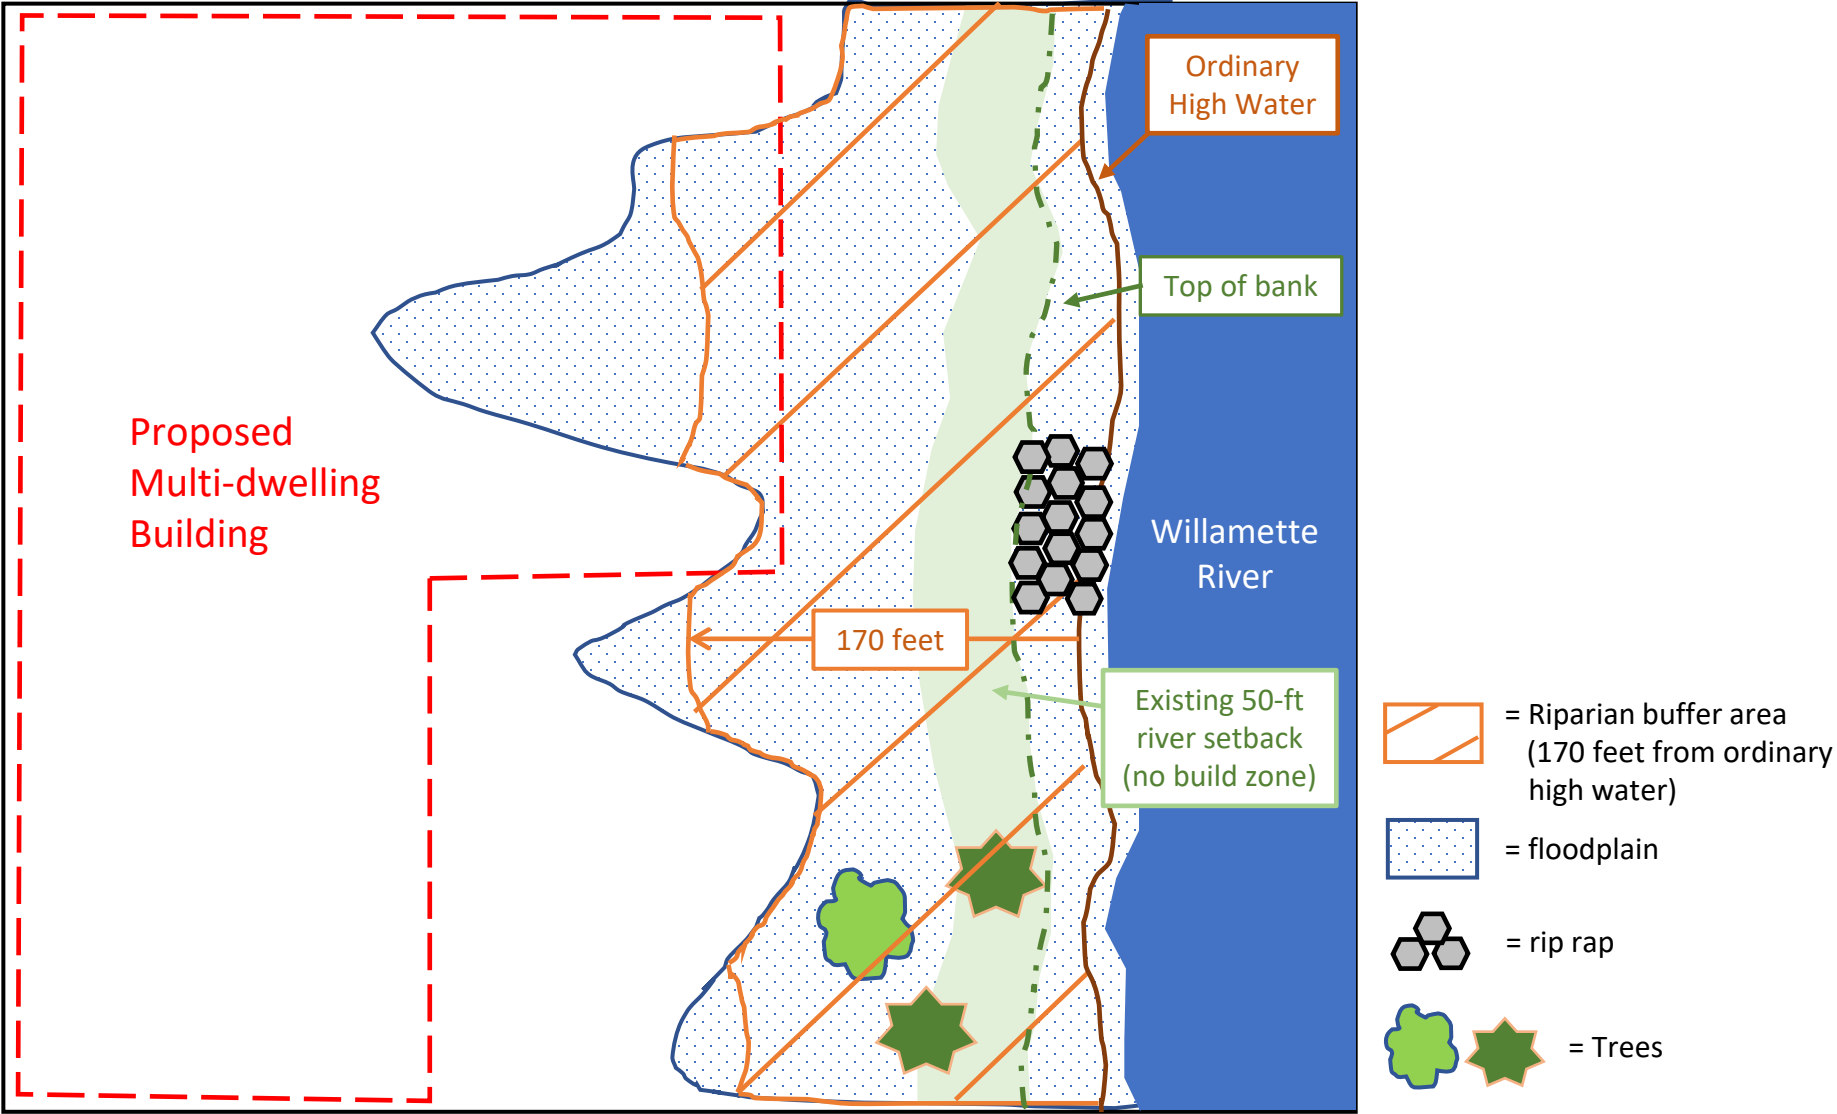 Ordinary
High Water
Top of bank
Proposed
Multi-dwelling
Building
Willamette
River
170 feet
Existing 50-ft
river setback
(no build zone)
= Riparian buffer area
(170 feet from ordinary
high water)
= floodplain
= rip rap
= Trees